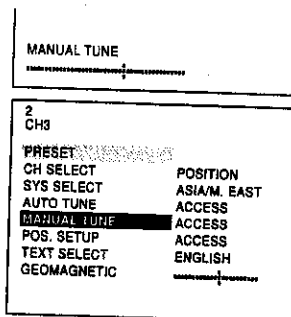 MANUAL TUNE
2
CH3
PRESET
CH SELECT POSITION
SYS SELECT ASIA/M. EAST
AUTO TUNE ACCESS
MANUAL TUNE ACCESS
POS. SETUP ACCESS
TEXT SELECT ENGLISH
GEOMAGNETIC